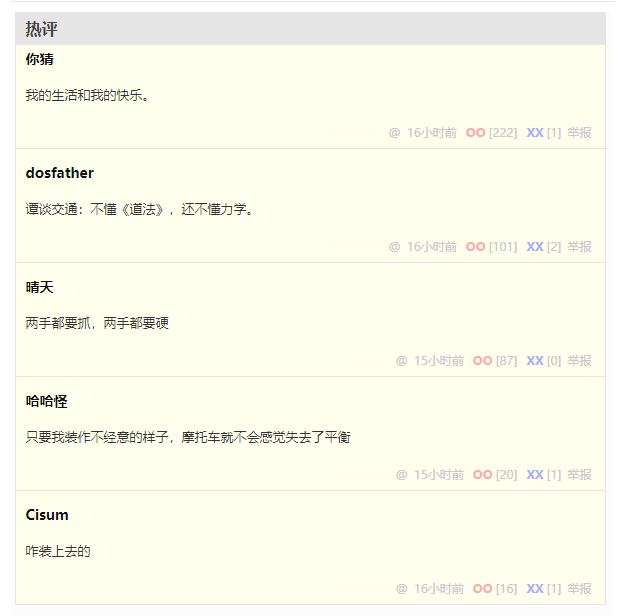 热评
你猜
我的生活和我的快乐。
@ 16小时前 OO [222] XX [1] 举报
dosfather
谭谈交通：不懂《道法》，还不懂力学。
@ 16小时前 OO [101] XX [2] 举报
晴天
两手都要抓，两手都要硬
@ 15小时前 OO [87] XX [0] 举报
哈哈怪
只要我装作不经意的样子，摩托车就不会感觉失去了平衡
@ 15小时前 OO [20] XX [1] 举报
Cisum
咋装上去的
@ 16小时前 OO [16] XX [1] 举报